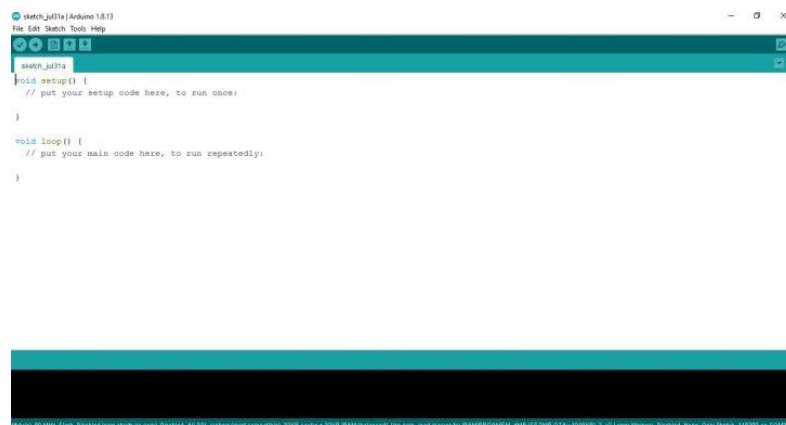 sketch_jul31a | Arduino 1.8.13
File Edit Sketch Tools Help
sketch_jul31a
void setup() {
// put your setup code here, to run once:
}
void loop() {
// put your main code here, to run repeatedly:
}